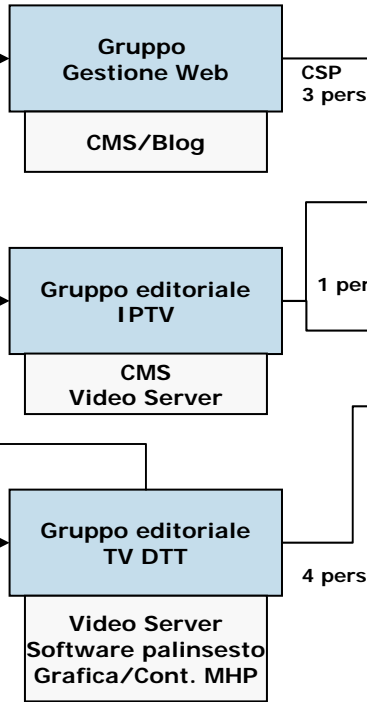 Gruppo
Gestione Web
CSP
3 pers
CMS/Blog
Gruppo editoriale
IPTV
1 per
CMS
Video Server
Gruppo editoriale
TV DTT
4 pers
Video Server
Software palinsesto
Grafica/Cont. MHP